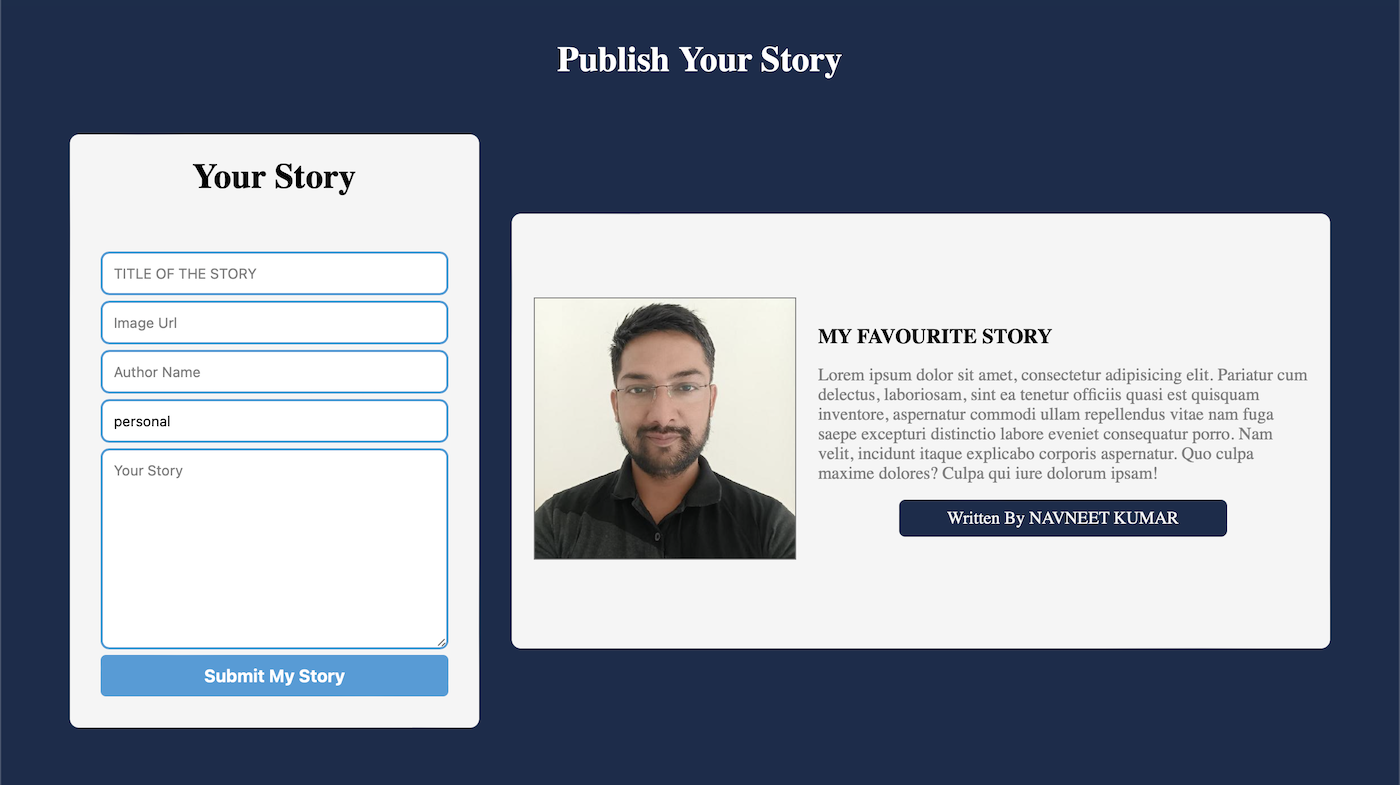 Publish Your Story
Your Story
TITLE OF THE STORY
Image Url
Author Name
personal
Your Story
Submit My Story
MY FAVOURITE STORY
Lorem ipsum dolor sit amet, consectetur adipisicing elit. Pariatur cum
delectus, laboriosam, sint ea tenetur officiis quasi est quisquam
inventore, aspernatur commodi ullam repellendus vitae nam fuga
saepe excepturi distinctio labore eveniet consequatur porro. Nam
velit, incidunt itaque explicabo corporis aspernatur. Quo culpa
maxime dolores? Culpa qui iure dolorum ipsam!
Written By NAVNEET KUMAR